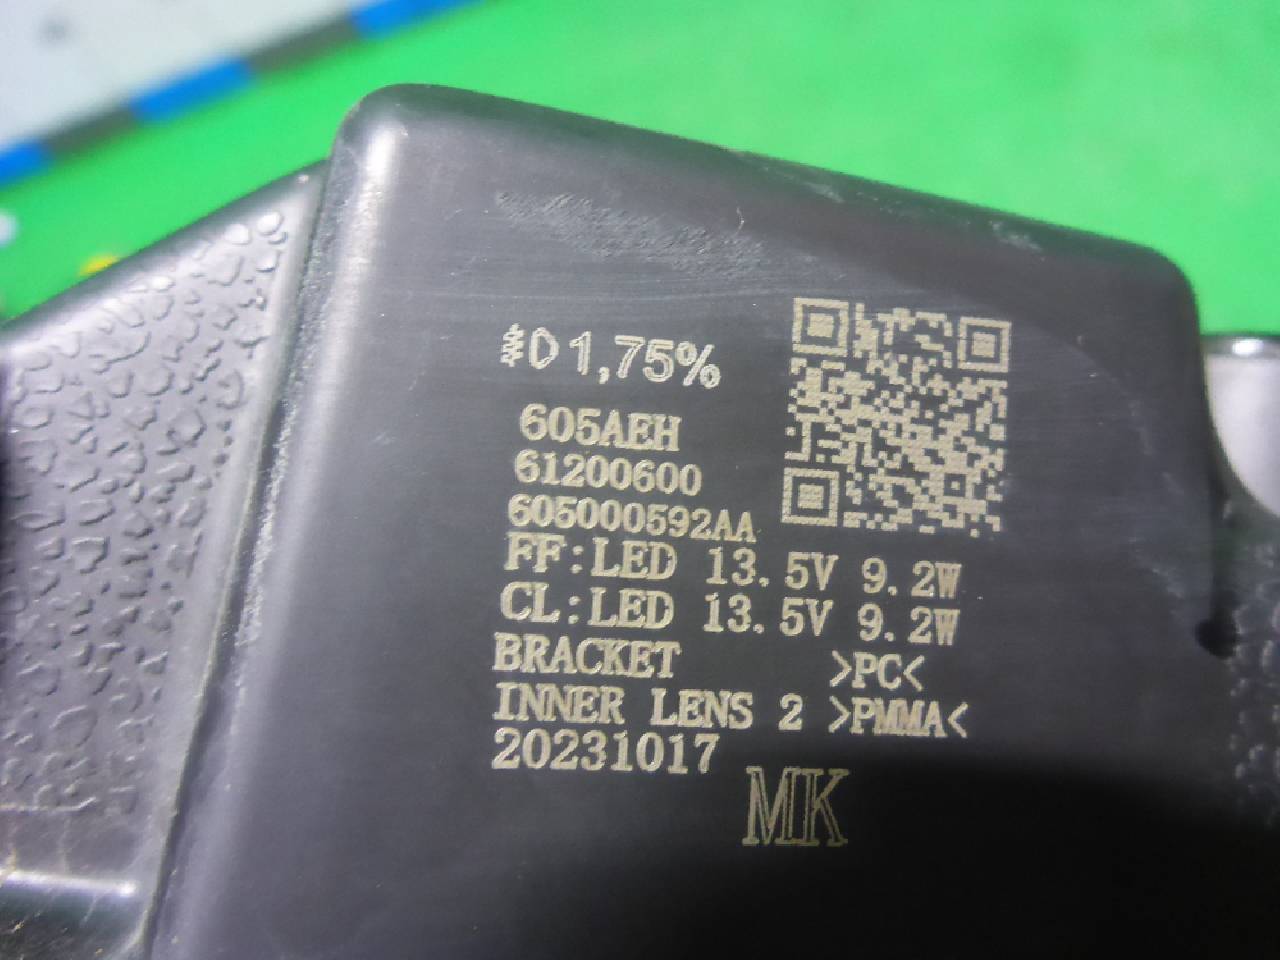 D 1,75%
605AEH
61200600
605000592AA
FF:LED 13.5V 9.2W
CL:LED 13.5V 9.2W
BRACKET >PC<
INNER LENS 2 >PMMA<
20231017
MK